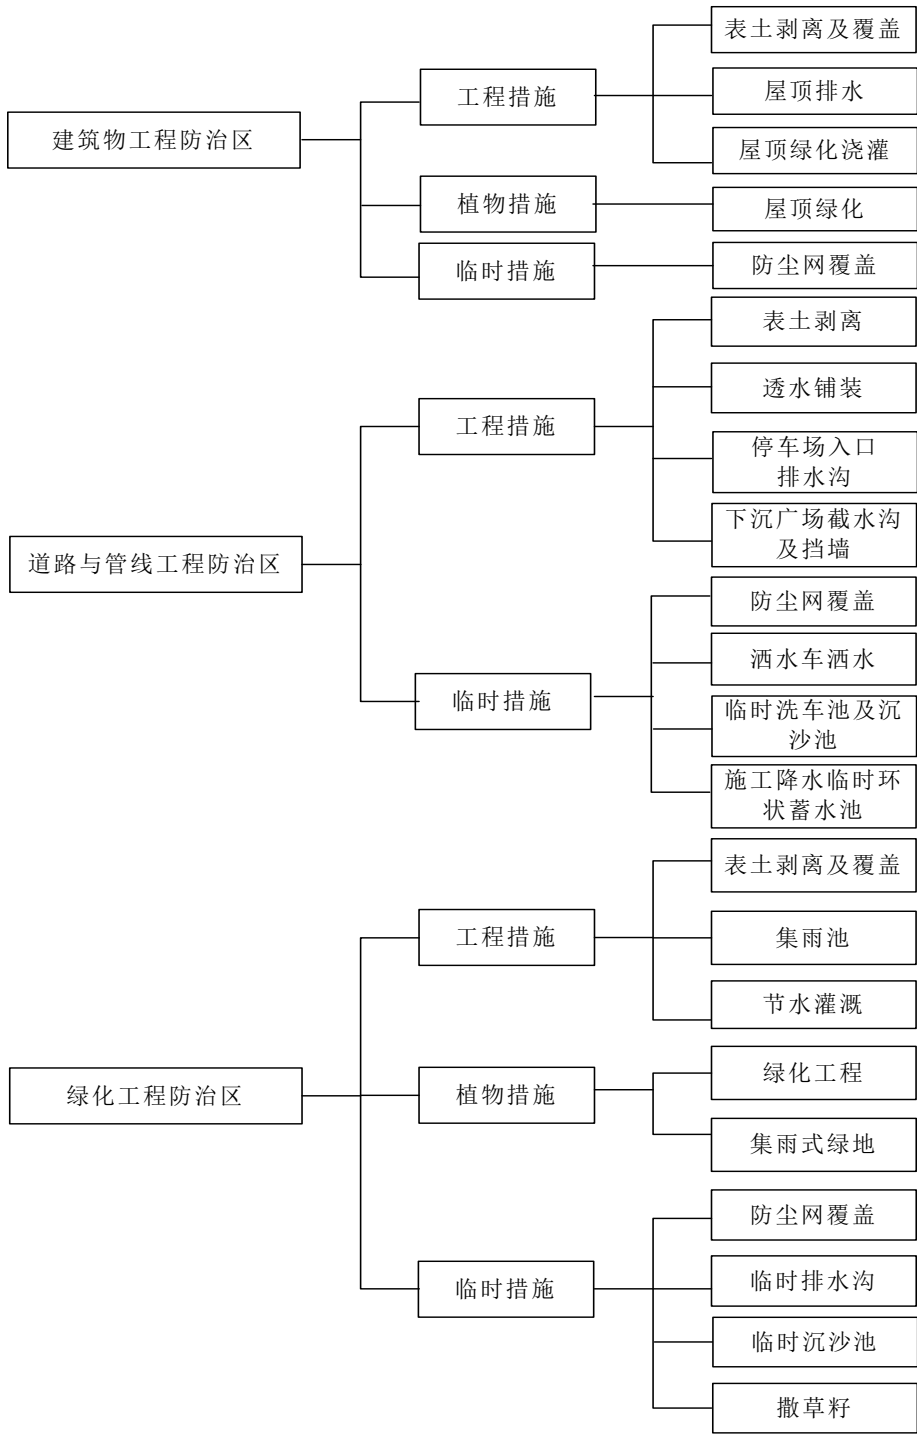 建筑物工程防治区
工程措施
表土剥离及覆盖
屋顶排水
屋顶绿化浇灌
植物措施
屋顶绿化
临时措施
防尘网覆盖
道路与管线工程防治区
工程措施
表土剥离
透水铺装
停车场入口
排水沟
下沉广场截水沟
及挡墙
临时措施
防尘网覆盖
洒水车洒水
临时洗车池及沉
沙池
施工降水临时环
状蓄水池
绿化工程防治区
工程措施
表土剥离及覆盖
集雨池
节水灌溉
植物措施
绿化工程
集雨式绿地
临时措施
防尘网覆盖
临时排水沟
临时沉沙池
撒草籽